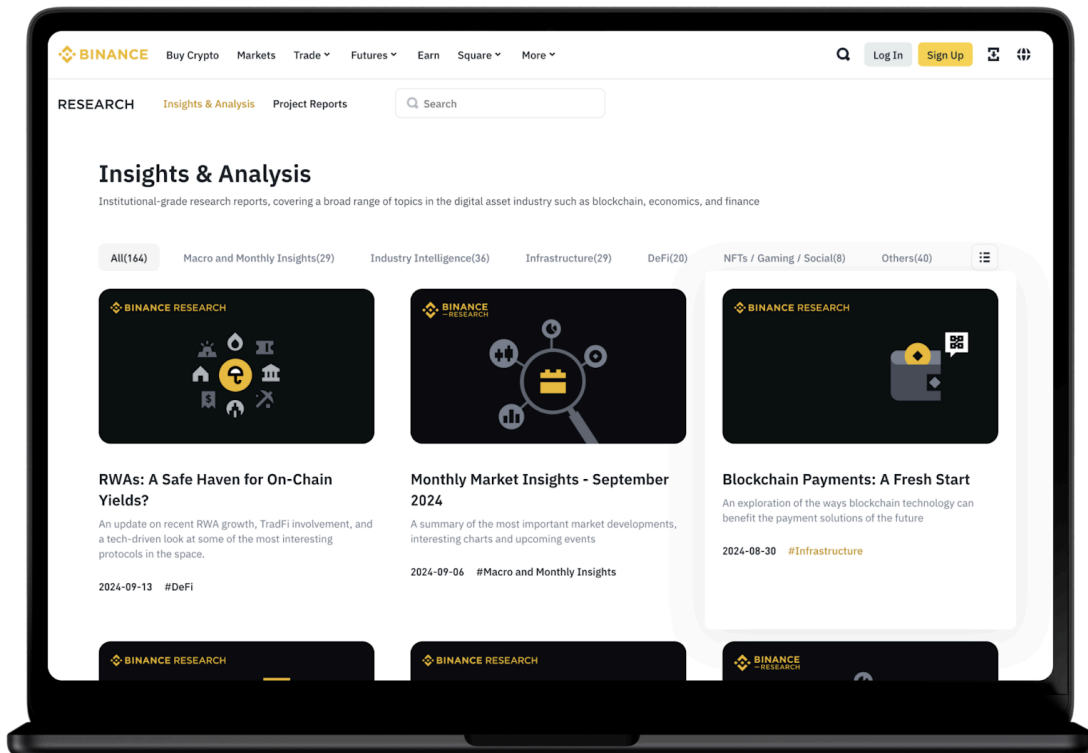 BINANCE Buy Crypto Markets Trade Futures Earn Square More Log In Sign Up
RESEARCH Insights & Analysis Project Reports Search
Insights & Analysis
Institutional-grade research reports, covering a broad range of topics in the digital asset industry such as blockchain, economics, and finance
All(164) Macro and Monthly Insights(29) Industry Intelligence(36) Infrastructure(29) DeFi(20) NFTs / Gaming / Social(8) Others(40)
BINANCE RESEARCH
RWAs: A Safe Haven for On-Chain
Yields?
An update on recent RWA growth, TradFi involvement, and
a tech-driven look at some of the most interesting
protocols in the space.
2024-09-13 #DeFi
BINANCE
–RESEARCH
Monthly Market Insights - September
2024
A summary of the most important market developments,
interesting charts and upcoming events
2024-09-06 #Macro and Monthly Insights
BINANCE RESEARCH
Blockchain Payments: A Fresh Start
An exploration of the ways blockchain technology can
benefit the payment solutions of the future
2024-08-30 #Infrastructure
BINANCE RESEARCH
BINANCE RESEARCH
BINANCE
–RESEARCH